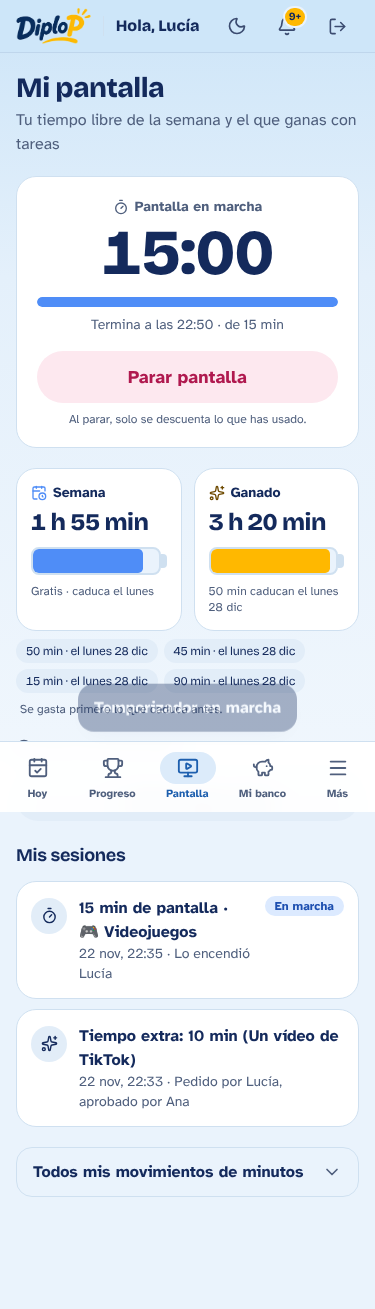 DiploP
Hola, Lucía
9+
Mi pantalla
Tu tiempo libre de la semana y el que ganas con
tareas
Pantalla en marcha
15:00
Termina a las 22:50 · de 15 min
Parar pantalla
Al parar, solo se descuenta lo que has usado.
Semana
1 h 55 min
Gratis · caduca el lunes
Ganado
3 h 20 min
50 min caducan el lunes
28 dic
50 min · el lunes 28 dic
45 min · el lunes 28 dic
15 min · el lunes 28 dic
90 min · el lunes 28 dic
Se gasta primero lo que caduca antes.
Temporizador en marcha
Hoy
Progreso
Pantalla
Mi banco
Más
Mis sesiones
15 min de pantalla ·
🎮 Videojuegos
En marcha
22 nov, 22:35 · Lo encendió
Lucía
Tiempo extra: 10 min (Un vídeo de
TikTok)
22 nov, 22:33 · Pedido por Lucía,
aprobado por Ana
Todos mis movimientos de minutos